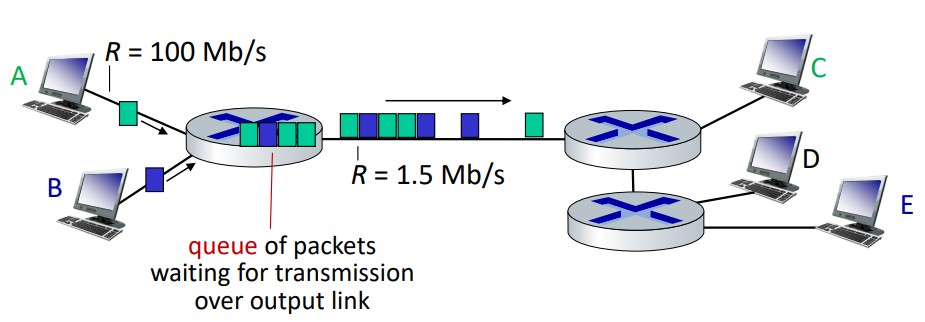 R = 100 Mb/s
A
B
C
D
E
R = 1.5 Mb/s
queue of packets
waiting for transmission
over output link